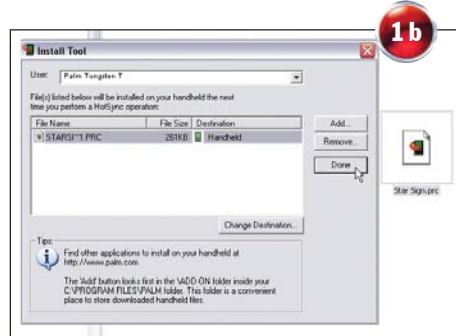 1b
Install Tool
User: Palm Tungsten T
File(s) listed below will be installed on your handheld the next
time you perform a HotSync operation:
File Name File Size Destination
STARSI~1.PRC 261KB Handheld
Add...
Remove...
Done
Star Sign.prc
Change Destination...
Tips:
Find other applications to install on your handheld at
http://www.palm.com
The 'Add' button looks first in the \ADD-ON folder inside your
C:\PROGRAM FILES\PALM folder. This folder is a convenient
place to store downloaded handheld files.